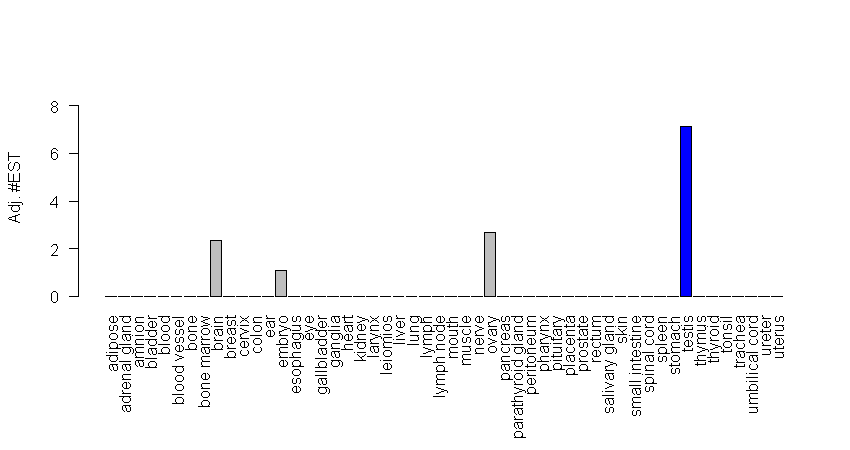 Adj. #EST
8
6
4
2
0
adipose
adrenal gland
amnion
bladder
blood
blood vessel
bone
bone marrow
brain
breast
cervix
colon
ear
embryo
esophagus
eye
gallbladder
ganglia
heart
kidney
larynx
leiomios
liver
lung
lymph
lymph node
mouth
muscle
nerve
ovary
pancreas
parathyroid gland
peritoneum
pharynx
pituitary
placenta
prostate
rectum
salivary gland
skin
small intestine
spinal cord
spleen
stomach
testis
thymus
thyroid
tonsil
trachea
umbilical cord
ureter
uterus